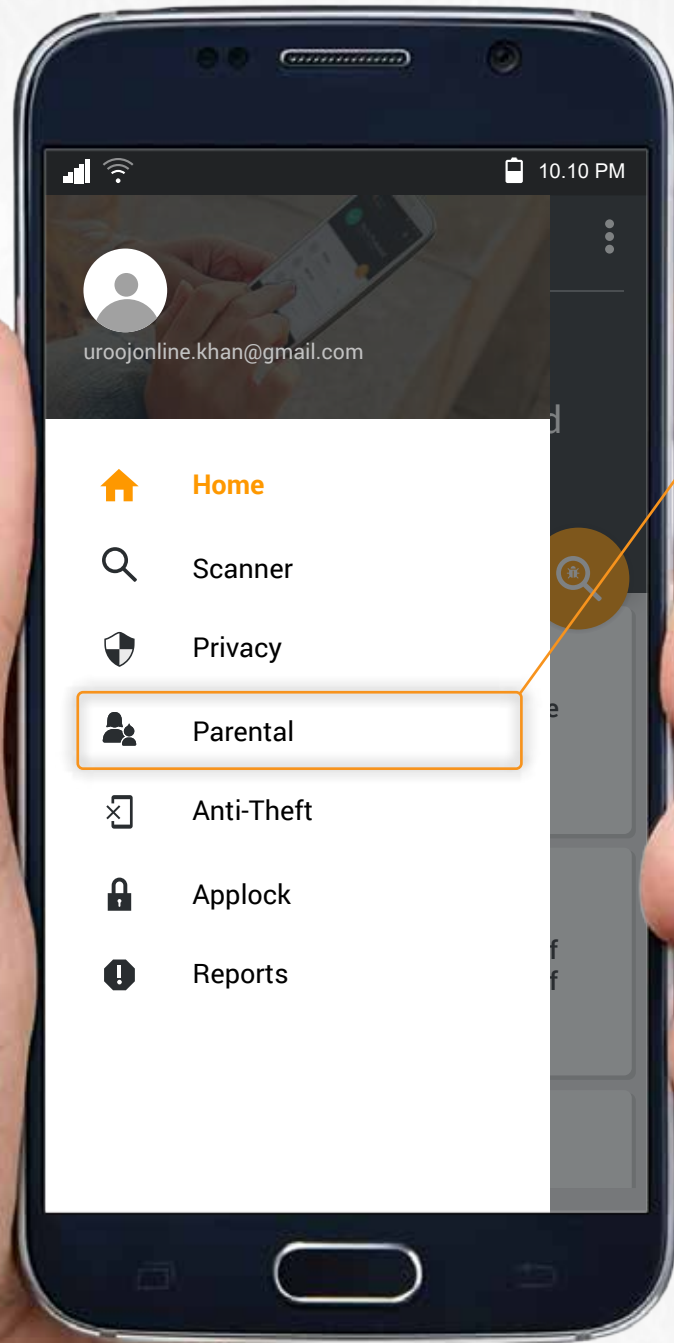 10.10 PM
uroojonline.khan@gmail.com
d
Home
Scanner
Privacy
e
Parental
Anti-Theft
Applock
f
Reports
f